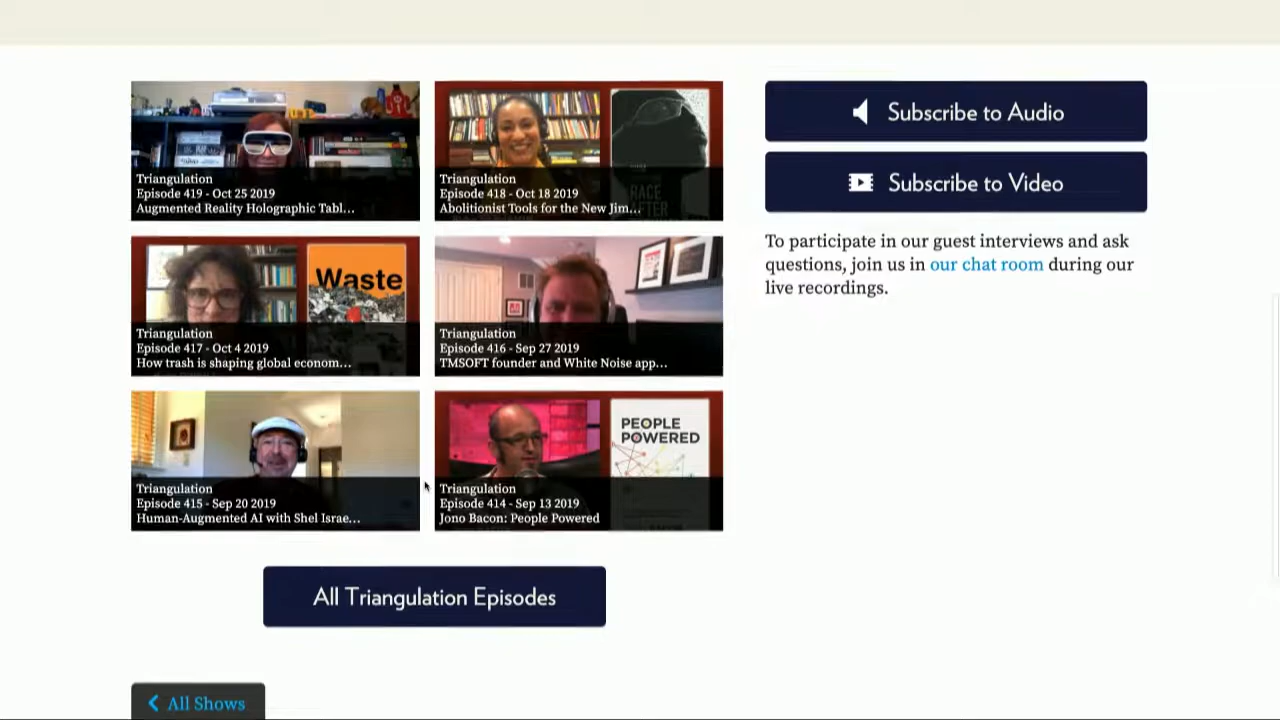 Triangulation
Episode 419 - Oct 25 2019
Augmented Reality Holographic Tabl...
RACE
AFTER
Triangulation
Episode 418 - Oct 18 2019
Abolitionist Tools for the New Jim...
Waste
Triangulation
Episode 417 - Oct 4 2019
How trash is shaping global econom...
Triangulation
Episode 416 - Sep 27 2019
TMSOFT founder and White Noise app...
Triangulation
Episode 415 - Sep 20 2019
Human-Augmented AI with Shel Israe...
PEOPLE
POWERED
Triangulation
Episode 414 - Sep 13 2019
Jono Bacon: People Powered
All Triangulation Episodes
All Shows
Subscribe to Audio
Subscribe to Video
To participate in our guest interviews and ask
questions, join us in our chat room during our
live recordings.